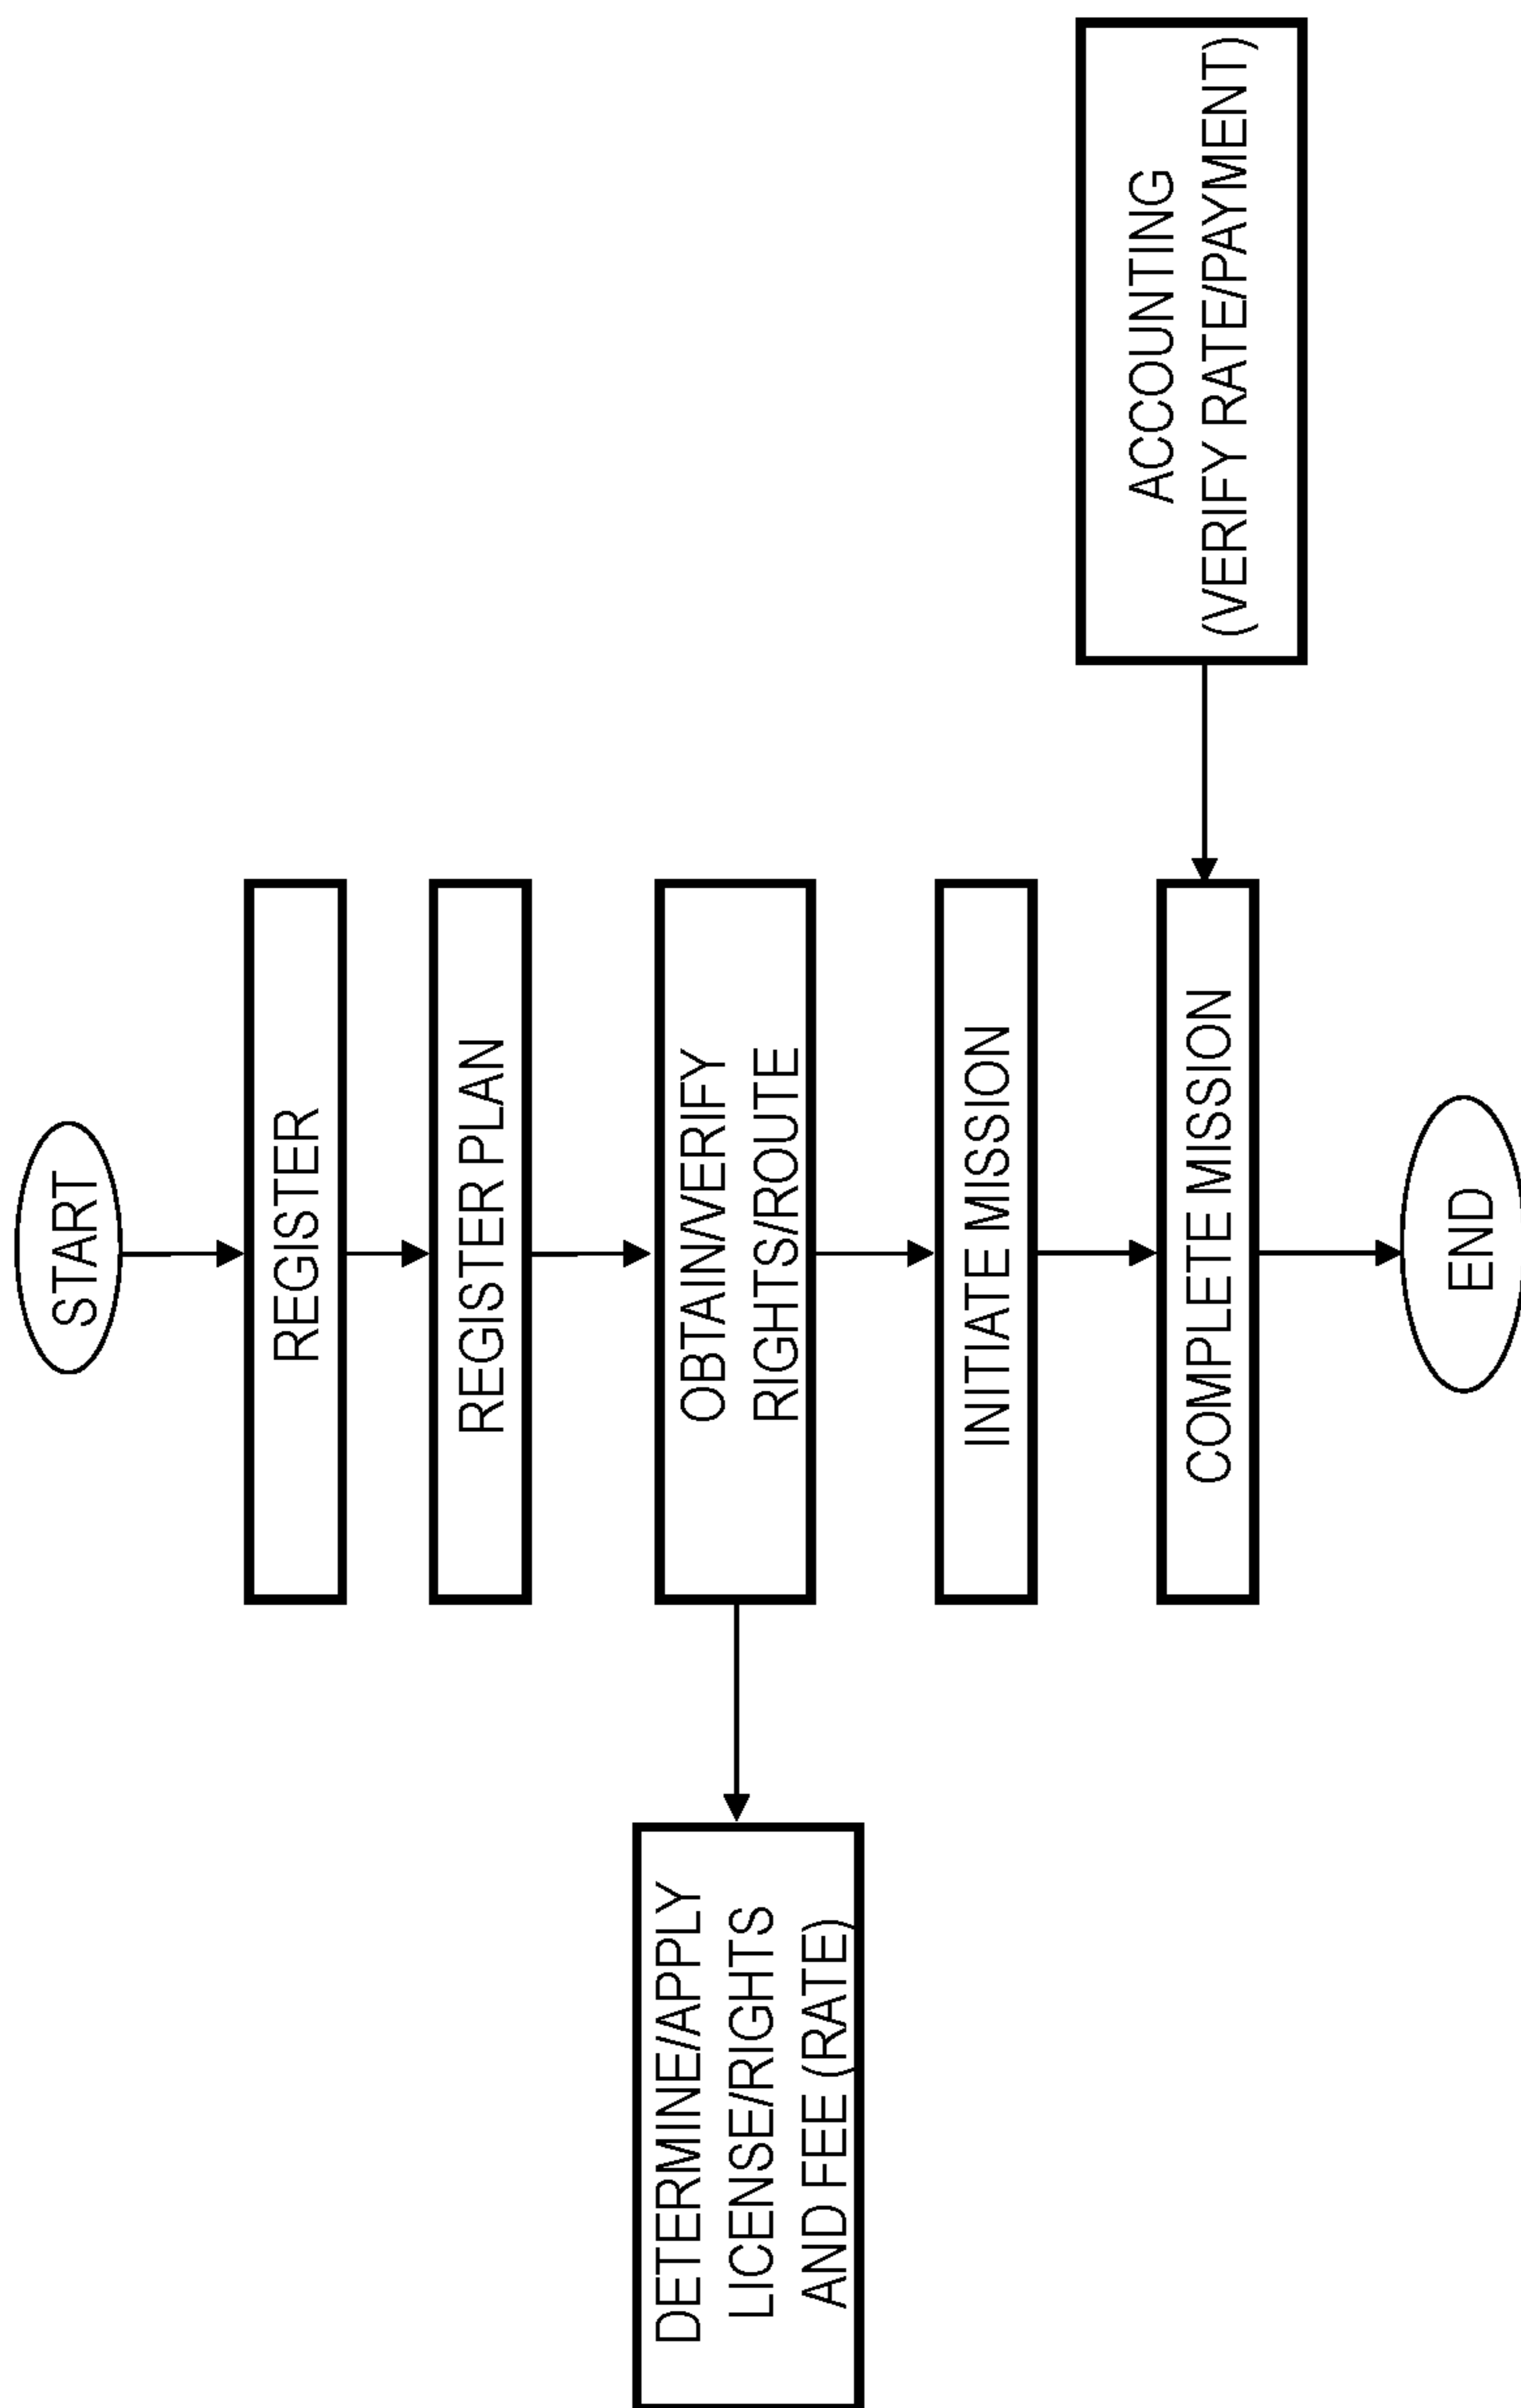 START
REGISTER
REGISTER PLAN
OBTAIN/VERIFY
RIGHTS/ROUTE
DETERMINE/APPLY
LICENSE/RIGHTS
AND FEE (RATE)
INITIATE MISSION
COMPLETE MISSION
ACCOUNTING
(VERIFY RATE/PAYMENT)
END